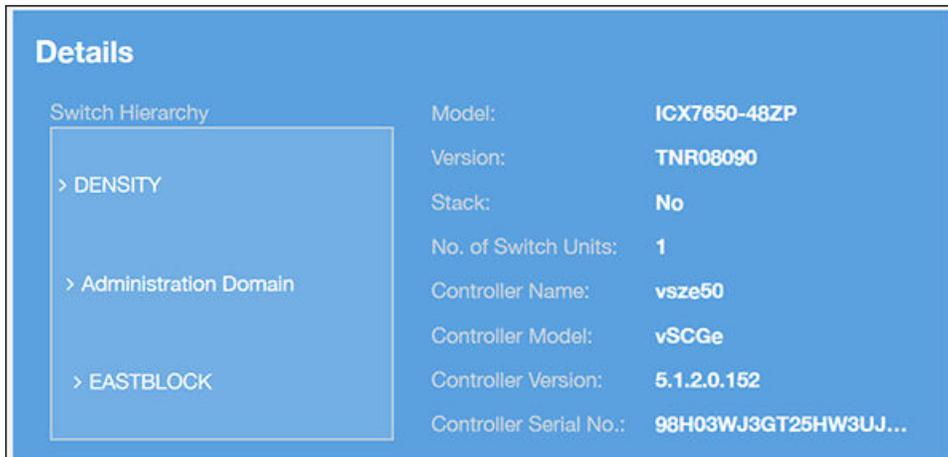 Details
Switch Hierarchy
> DENSITY
> Administration Domain
> EASTBLOCK
Model: ICX7650-48ZP
Version: TNR08090
Stack: No
No. of Switch Units: 1
Controller Name: vsze50
Controller Model: vSCGe
Controller Version: 5.1.2.0.152
Controller Serial No.: 98H03WJ3GT25HW3UJ...